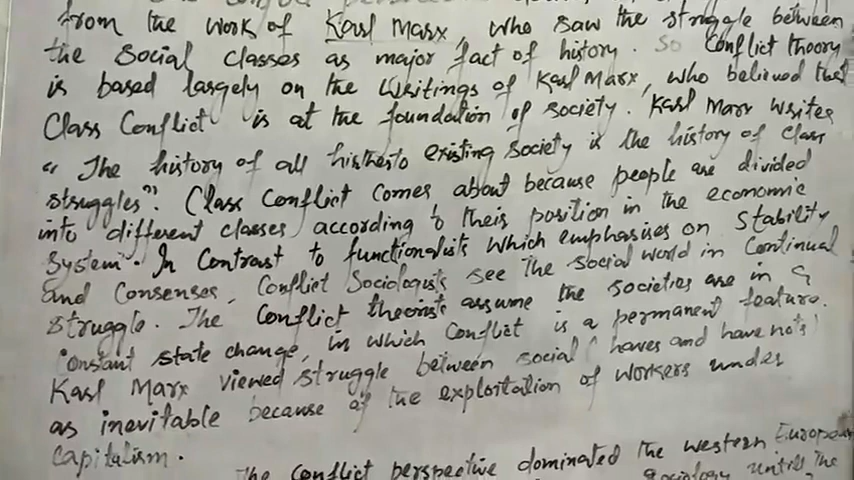 from the work of Karl Marx, who saw the struggle between
the social classes as major fact of history. So Conflict theory
is based largely on the Writings of Karl Marx, who believed that
Class Conflict is at the foundation of society. Karl Marx writes
" The history of all hitherto existing society is the history of class
struggles". Class Conflict comes about because people are divided
into different classes according to their position in the economic
System. In Contrast to functionalists which emphasises on Stability
and Consenses, Conflict Sociologists see the social world in Continual
struggle. The Conflict theorists assume the societies are in a
Constant state change, in which Conflict is a permanent feature.
Karl Marx viewed struggle between social (haves and have nots)
as inevitable because of the exploitation of workers under
Capitalism.
The conflict perspective dominated the western European
Sociology untill the